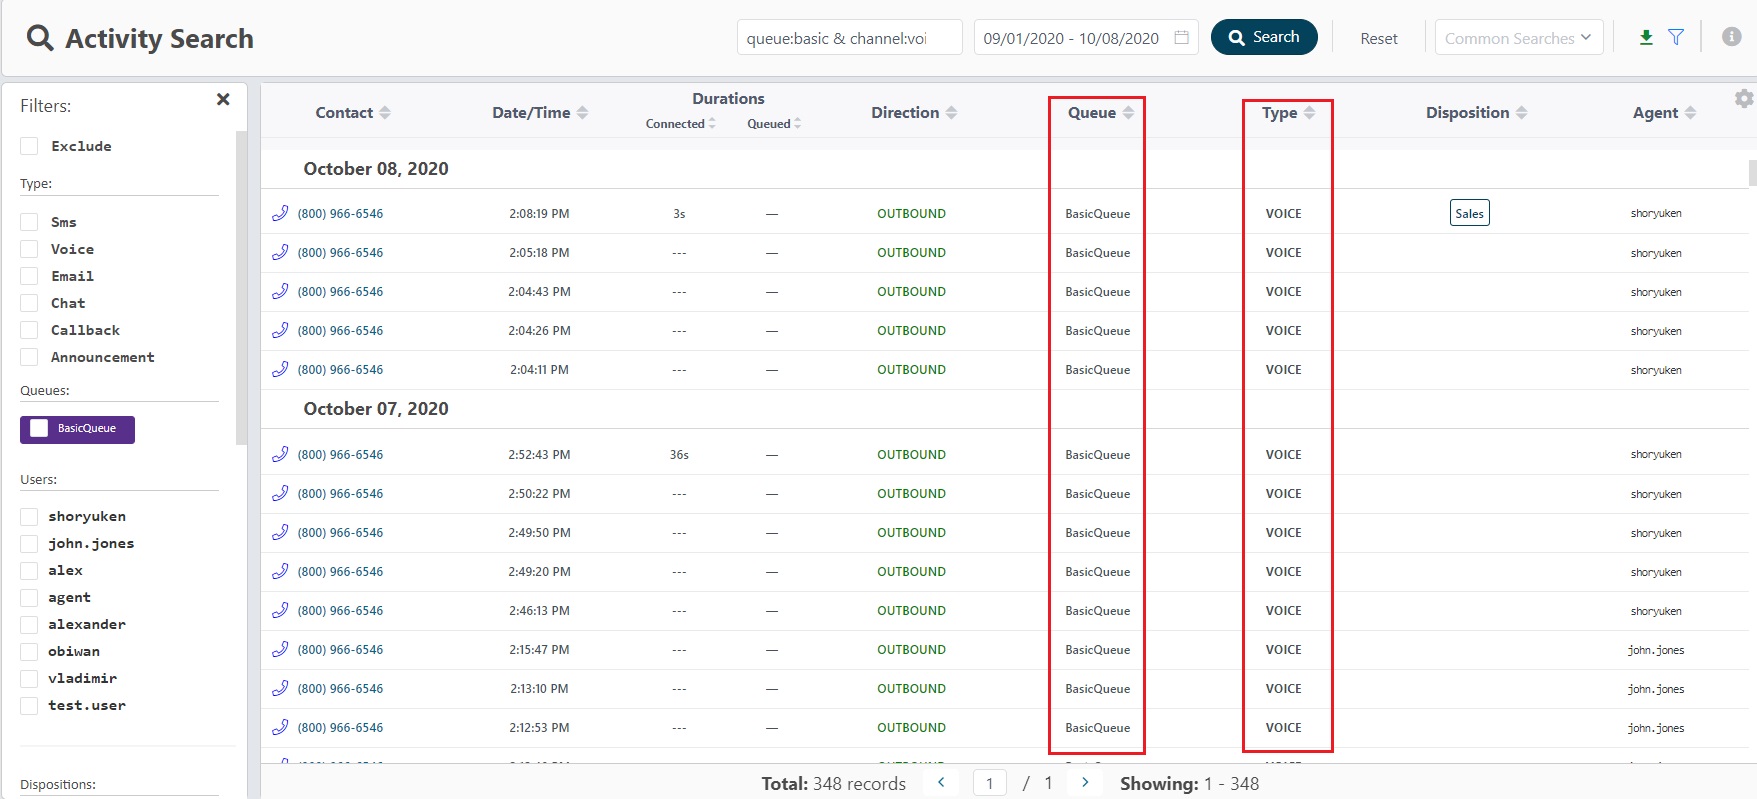 Activity Search
queue:basic & channel:voi
09/01/2020 - 10/08/2020
Search
Reset
Common Searches
Filters:
Exclude
Type:
Sms
Voice
Email
Chat
Callback
Announcement
Queues:
BasicQueue
Users:
shoryuken
john.jones
alex
agent
alexander
obiwan
vladimir
test.user
Dispositions:
Contact Date/Time Durations Connected Queued Direction Queue Type Disposition Agent
October 08, 2020
(800) 966-6546 2:08:19 PM 3s — OUTBOUND BasicQueue VOICE Sales shoryuken
(800) 966-6546 2:05:18 PM --- — OUTBOUND BasicQueue VOICE shoryuken
(800) 966-6546 2:04:43 PM --- — OUTBOUND BasicQueue VOICE shoryuken
(800) 966-6546 2:04:26 PM --- — OUTBOUND BasicQueue VOICE shoryuken
(800) 966-6546 2:04:11 PM --- — OUTBOUND BasicQueue VOICE shoryuken
October 07, 2020
(800) 966-6546 2:52:43 PM 36s — OUTBOUND BasicQueue VOICE shoryuken
(800) 966-6546 2:50:22 PM --- — OUTBOUND BasicQueue VOICE shoryuken
(800) 966-6546 2:49:50 PM --- — OUTBOUND BasicQueue VOICE shoryuken
(800) 966-6546 2:49:20 PM --- — OUTBOUND BasicQueue VOICE shoryuken
(800) 966-6546 2:46:13 PM --- — OUTBOUND BasicQueue VOICE shoryuken
(800) 966-6546 2:15:47 PM --- — OUTBOUND BasicQueue VOICE john.jones
(800) 966-6546 2:13:10 PM --- — OUTBOUND BasicQueue VOICE john.jones
(800) 966-6546 2:12:53 PM --- — OUTBOUND BasicQueue VOICE john.jones
Total: 348 records 1 / 1 Showing: 1 - 348